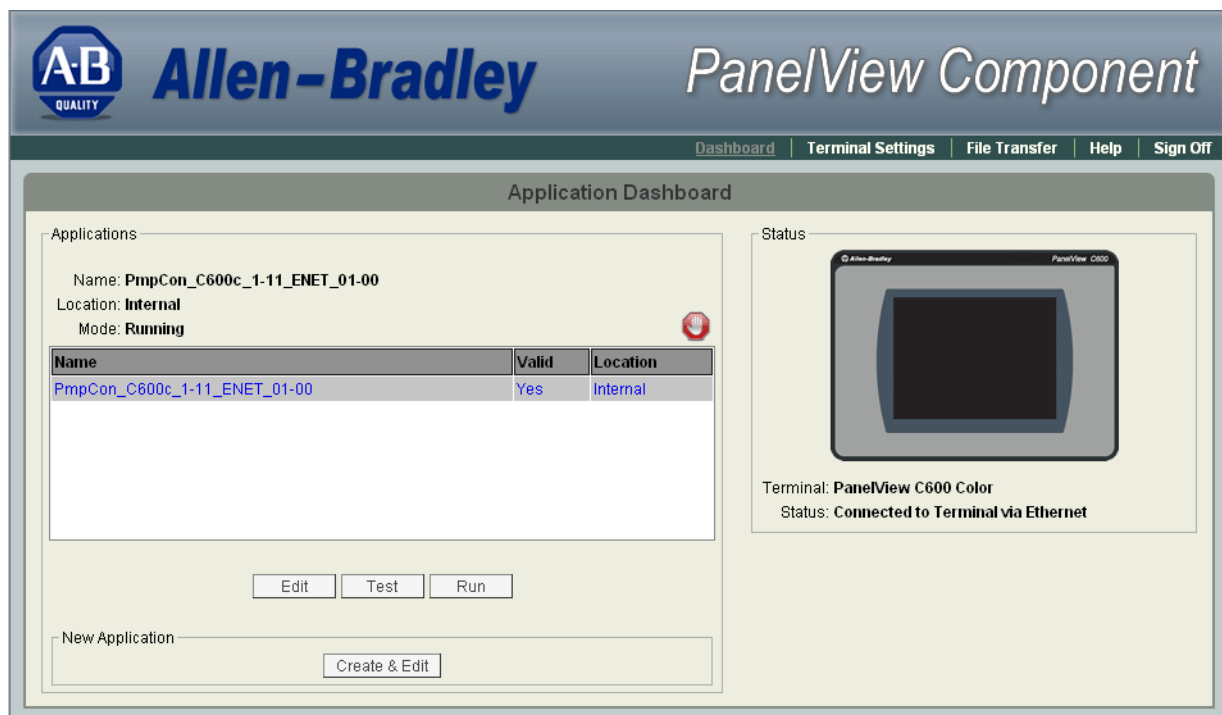 A-B
QUALITY
Allen-Bradley
PanelView Component
Dashboard | Terminal Settings | File Transfer | Help | Sign Off
Application Dashboard
Applications
Name: PmpCon_C600c_1-11_ENET_01-00
Location: Internal
Mode: Running
Name Valid Location
PmpCon_C600c_1-11_ENET_01-00 Yes Internal
Edit Test Run
New Application
Create & Edit
Status
Allen-Bradley PanelView C600
Terminal: PanelView C600 Color
Status: Connected to Terminal via Ethernet